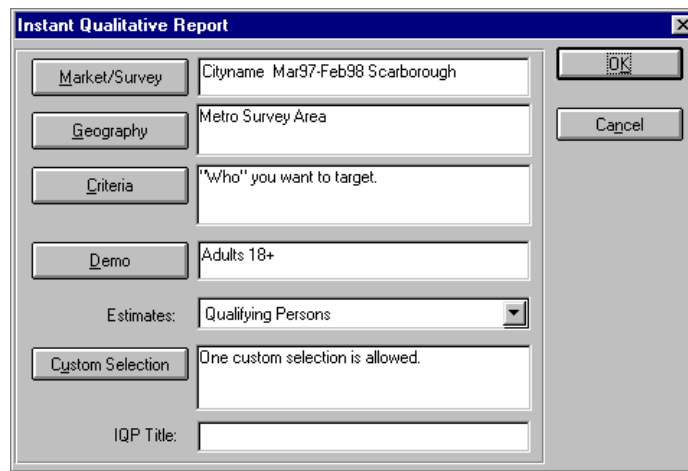 Instant Qualitative Report
Market/Survey
Cityname Mar97-Feb98 Scarborough
OK
Geography
Metro Survey Area
Cancel
Criteria
"Who" you want to target.
Demo
Adults 18+
Estimates:
Qualifying Persons
Custom Selection
One custom selection is allowed.
IQP Title: